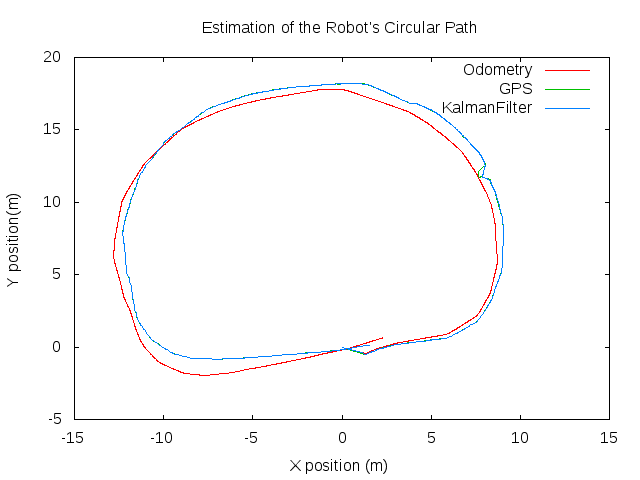 Estimation of the Robot's Circular Path
20
Odometry
GPS
KalmanFilter
15
10
5
0
-5
Y position(m)
-15
-10
-5
0
5
10
15
X position (m)